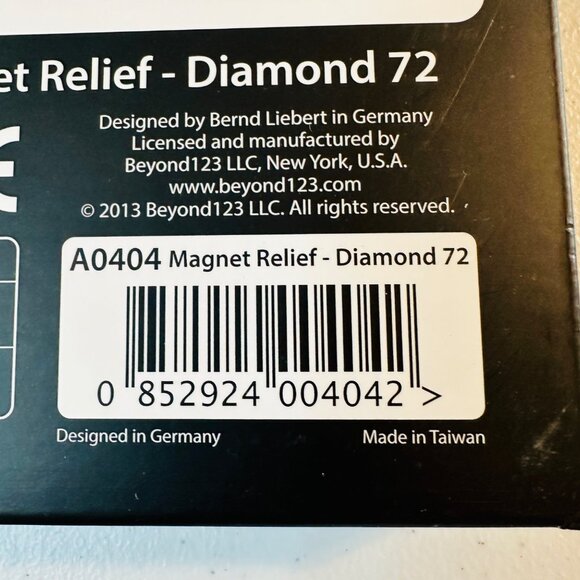 et Relief - Diamond 72
Designed by Bernd Liebert in Germany
Licensed and manufactured by
Beyond123 LLC, New York, U.S.A.
www.beyond123.com
© 2013 Beyond123 LLC. All rights reserved.
A0404 Magnet Relief - Diamond 72
0 852924 004042 >
Designed in Germany
Made in Taiwan